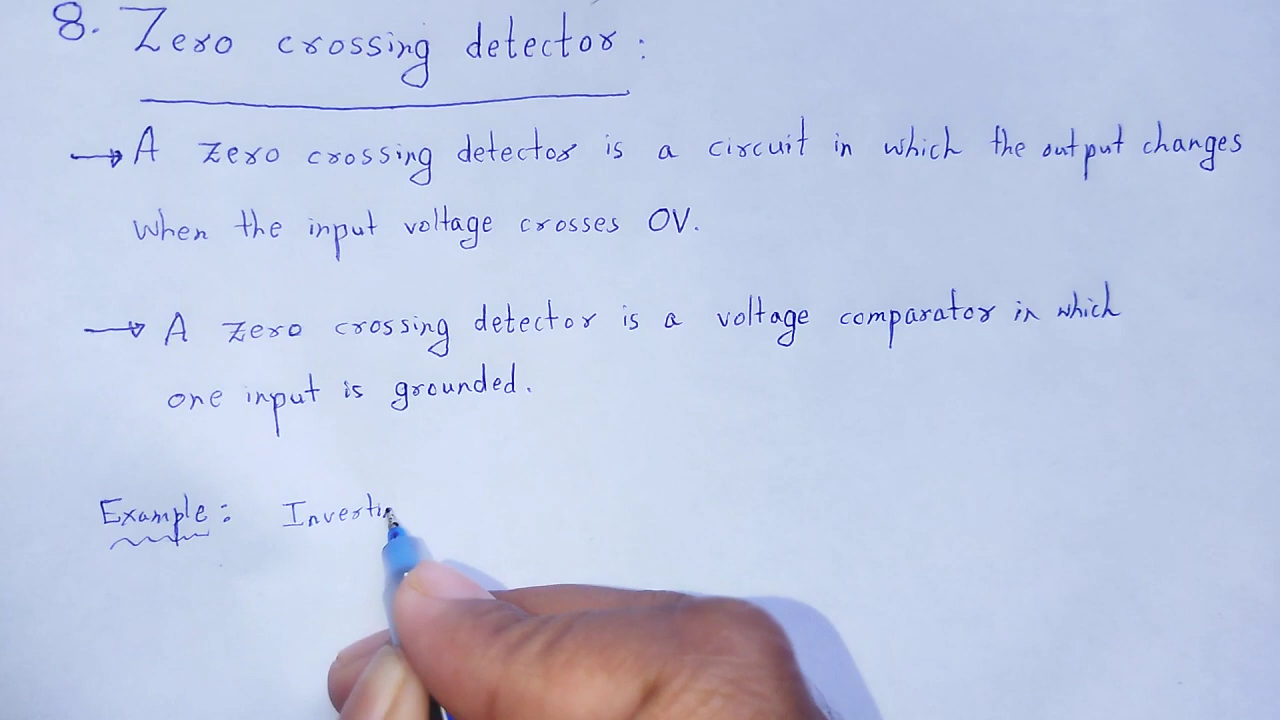 8. Zero crossing detector :
→ A zero crossing detector is a circuit in which the output changes
when the input voltage crosses 0V.
→ A zero crossing detector is a voltage comparator in which
one input is grounded.
Example : Inverti